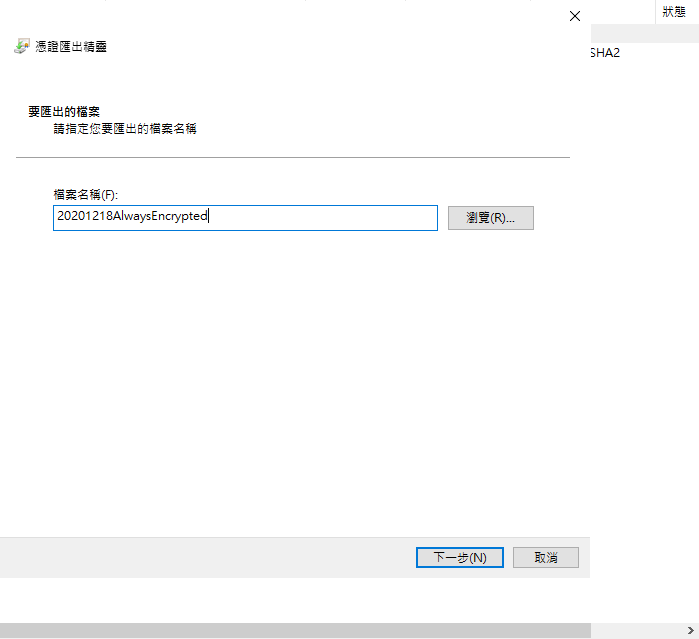 狀態
憑證匯出精靈
SHA2
要匯出的檔案
請指定您要匯出的檔案名稱
檔案名稱(F):
20201218AlwaysEncrypted
瀏覽(R)...
下一步(N)
取消